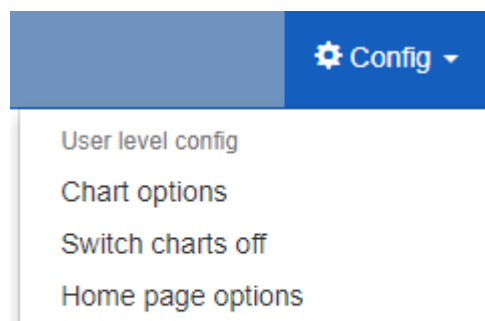 Config
User level config
Chart options
Switch charts off
Home page options